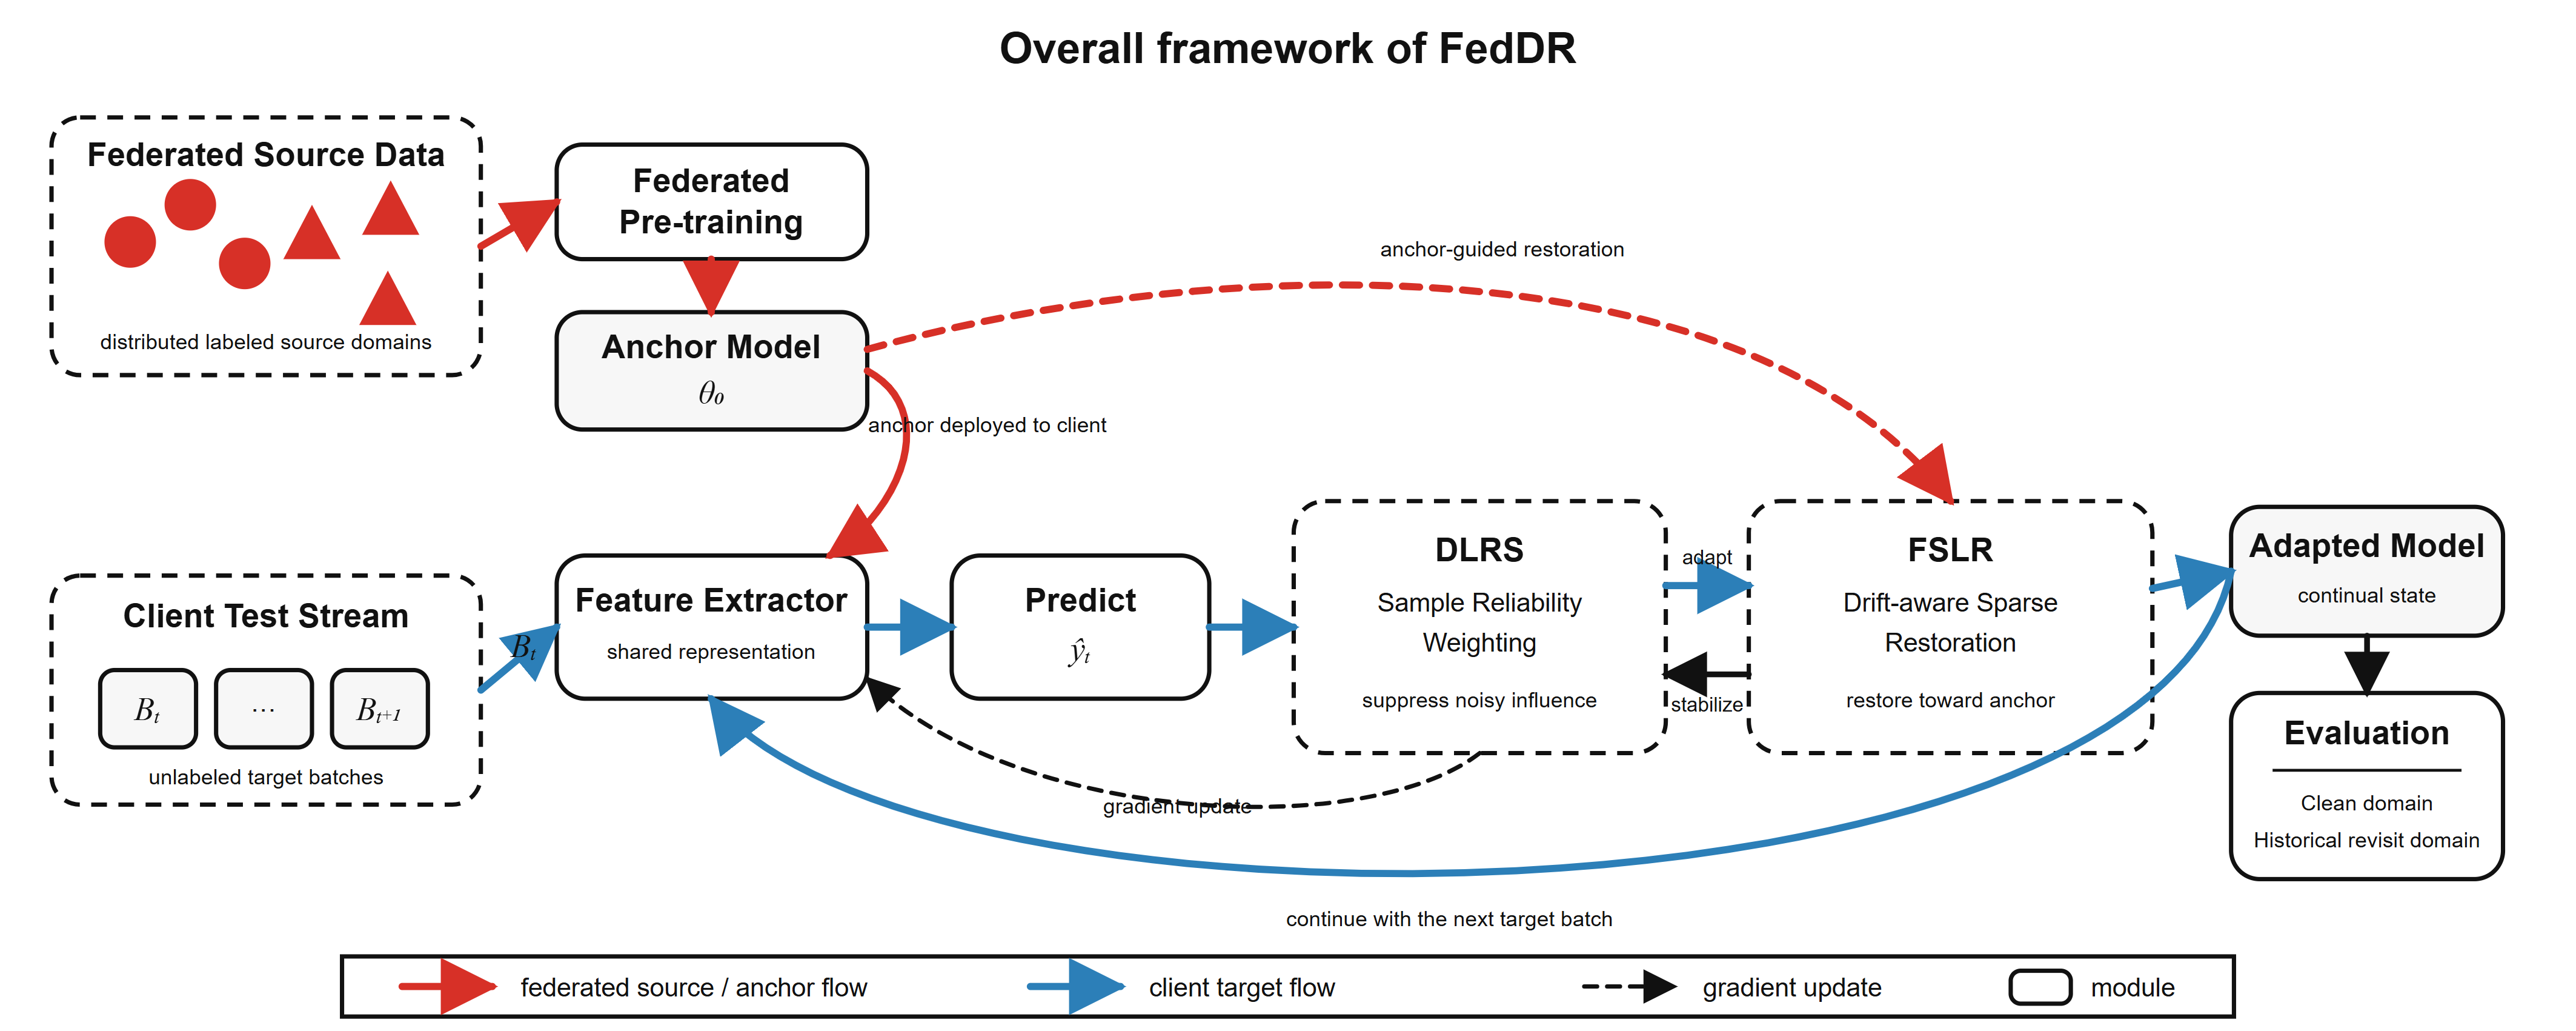 Overall framework of FedDR
Federated Source Data
distributed labeled source domains
Federated
Pre-training
Anchor Model
θ₀
anchor-guided restoration
anchor deployed to client
Client Test Stream
Bₜ
...
Bₜ₊₁
unlabeled target batches
Bₜ
Feature Extractor
shared representation
Predict
ŷₜ
DLRS
Sample Reliability
Weighting
suppress noisy influence
adapt
stabilize
FSLR
Drift-aware Sparse
Restoration
restore toward anchor
Adapted Model
continual state
Evaluation
Clean domain
Historical revisit domain
gradient update
continue with the next target batch
federated source / anchor flow
client target flow
gradient update
module